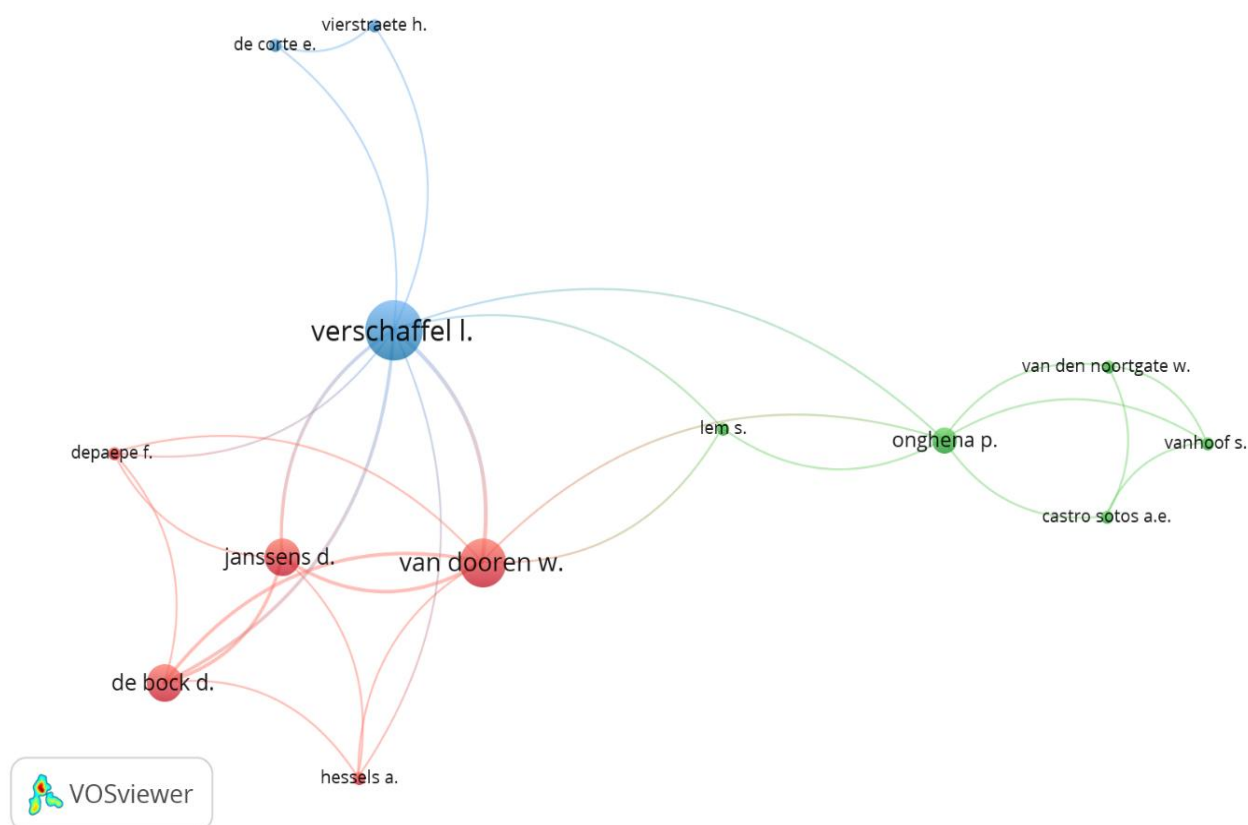 vierstraete h.
de corte e.
verschaffel l.
van den noortgate w.
lem s.
onghena p.
vanhoof s.
depaepe f.
castro sotos a.e.
janssens d.
van dooren w.
de bock d.
hessels a.
VOSviewer